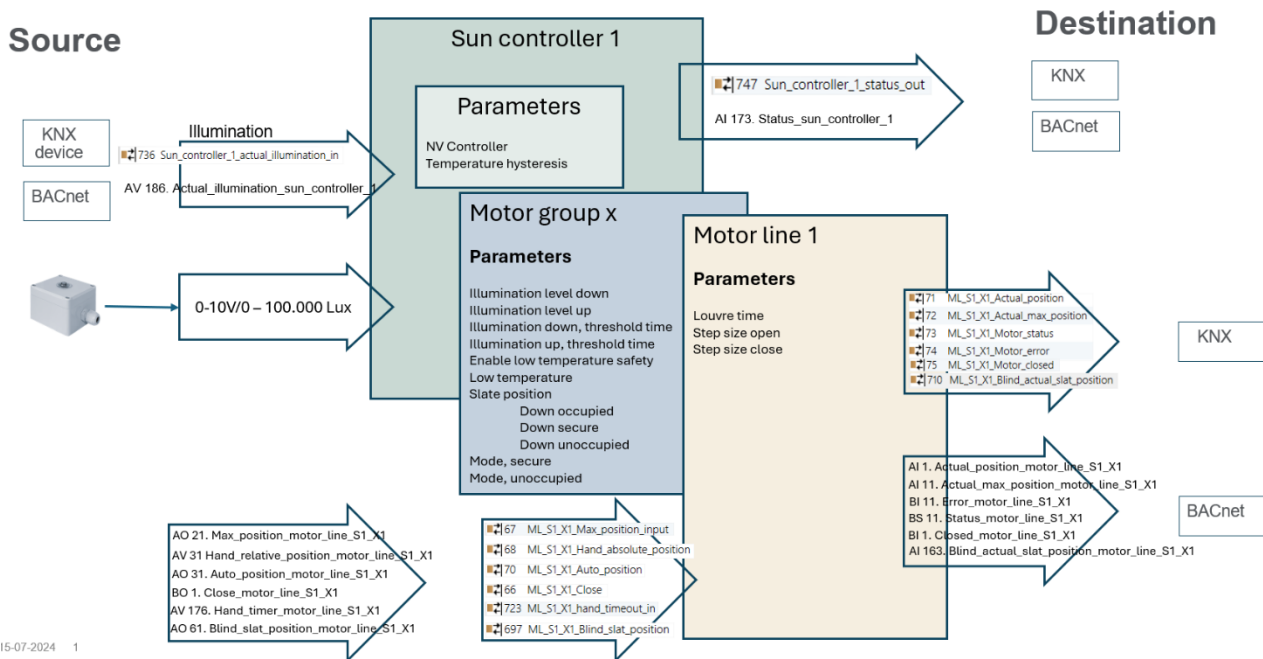 Source
Destination
Sun controller 1
Parameters
NV Controller
Temperature hysteresis
KNX
device
BACnet
Illumination
736 Sun_controller_1_actual_illumination_in
AV 186. Actual_illumination_sun_controller_1
0-10V/0 – 100.000 Lux
747 Sun_controller_1_status_out
AI 173. Status_sun_controller_1
KNX
BACnet
Motor group x
Parameters
Illumination level down
Illumination level up
Illumination down, threshold time
Illumination up, threshold time
Enable low temperature safety
Low temperature
Slate position
Down occupied
Down secure
Down unoccupied
Mode, secure
Mode, unoccupied
Motor line 1
Parameters
Louvre time
Step size open
Step size close
71 ML_S1_X1_Actual_position
72 ML_S1_X1_Actual_max_position
73 ML_S1_X1_Motor_status
74 ML_S1_X1_Motor_error
75 ML_S1_X1_Motor_closed
710 ML_S1_X1_Blind_actual_slat_position
KNX
AI 1. Actual_position_motor_line_S1_X1
AI 11. Actual_max_position_motor_line_S1_X1
BI 11. Error_motor_line_S1_X1
BS 11. Status_motor_line_S1_X1
BI 1. Closed_motor_line_S1_X1
AI 163. Blind_actual_slat_position_motor_line_S1_X1
BACnet
AO 21. Max_position_motor_line_S1_X1
AV 31 Hand_relative_position_motor_line_S1_X1
AO 31. Auto_position_motor_line_S1_X1
BO 1. Close_motor_line_S1_X1
AV 176. Hand_timer_motor_line_S1_X1
AO 61. Blind_slat_position_motor_line_S1_X1
67 ML_S1_X1_Max_position_input
68 ML_S1_X1_Hand_absolute_position
70 ML_S1_X1_Auto_position
66 ML_S1_X1_Close
723 ML_S1_X1_hand_timeout_in
697 ML_S1_X1_Blind_slat_position
15-07-2024 1